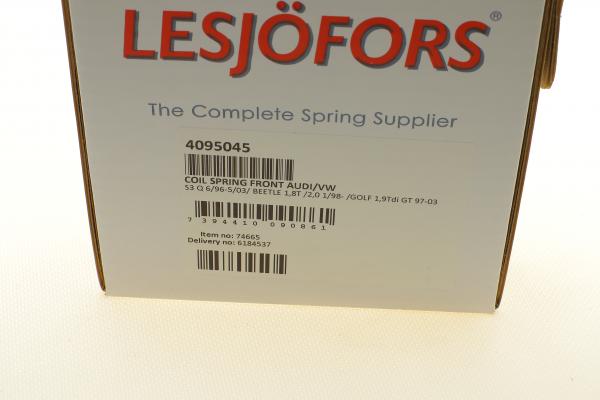 LESJÖFORS®
The Complete Spring Supplier
4095045
COIL SPRING FRONT AUDI/VW
S3 Q 6/96-5/03/ BEETLE 1,8T /2,0 1/98- /GOLF 1,9Tdi GT 97-03
7 394410 090861
Item no: 74665
Delivery no: 6184537